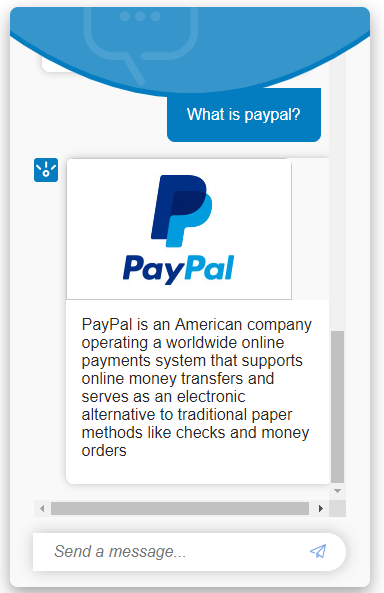 What is paypal?
PayPal
PayPal is an American company
operating a worldwide online
payments system that supports
online money transfers and
serves as an electronic
alternative to traditional paper
methods like checks and money
orders
Send a message...